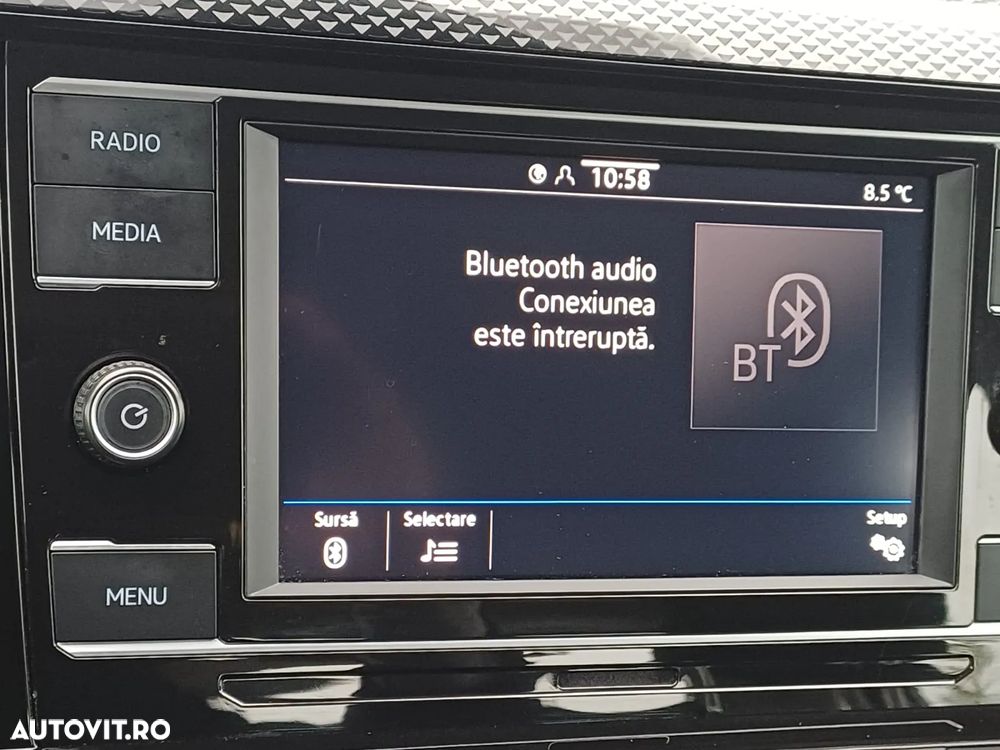 RADIO
MEDIA
MENU
10:58
8.5 °C
Bluetooth audio
Conexiunea
este întreruptă.
BT
Sursă
Selectare
Setup
AUTOVIT.RO